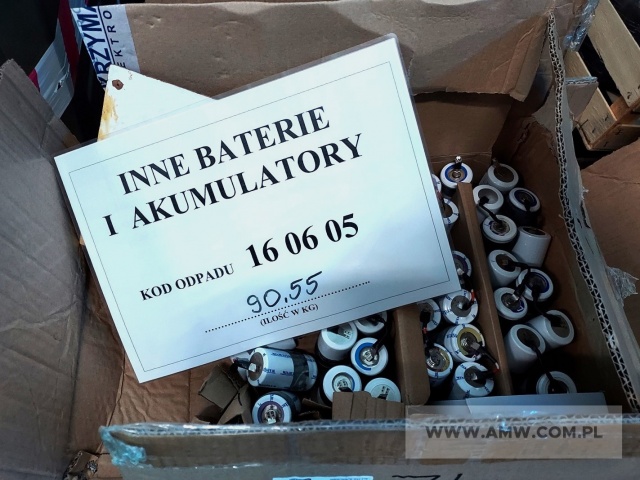 INNE BATERIE
I AKUMULATORY
KOD ODPADU 16 06 05
90.55
(ILOŚĆ W KG)
WWW.AMW.COM.PL